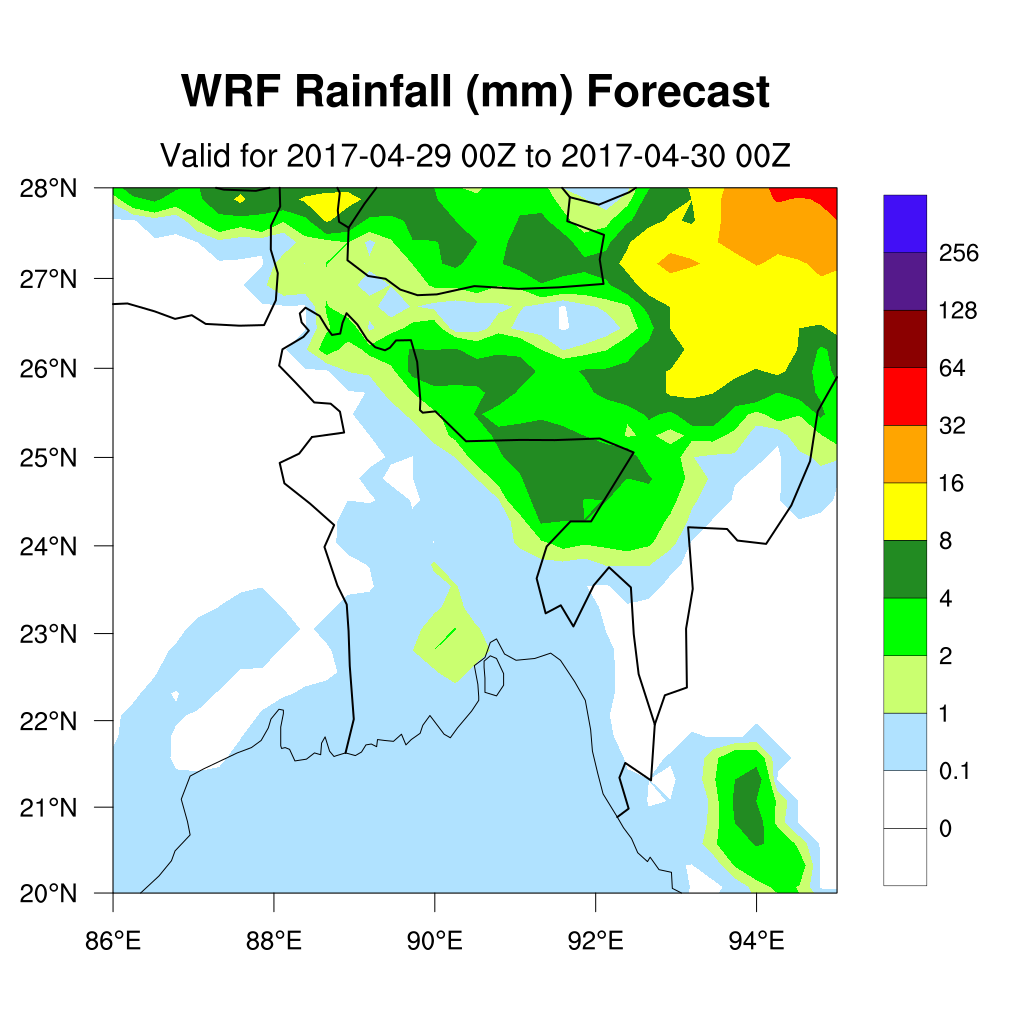 WRF Rainfall (mm) Forecast
Valid for 2017-04-29 00Z to 2017-04-30 00Z
28°N
27°N
26°N
25°N
24°N
23°N
22°N
21°N
20°N
86°E 88°E 90°E 92°E 94°E
256
128
64
32
16
8
4
2
1
0.1
0